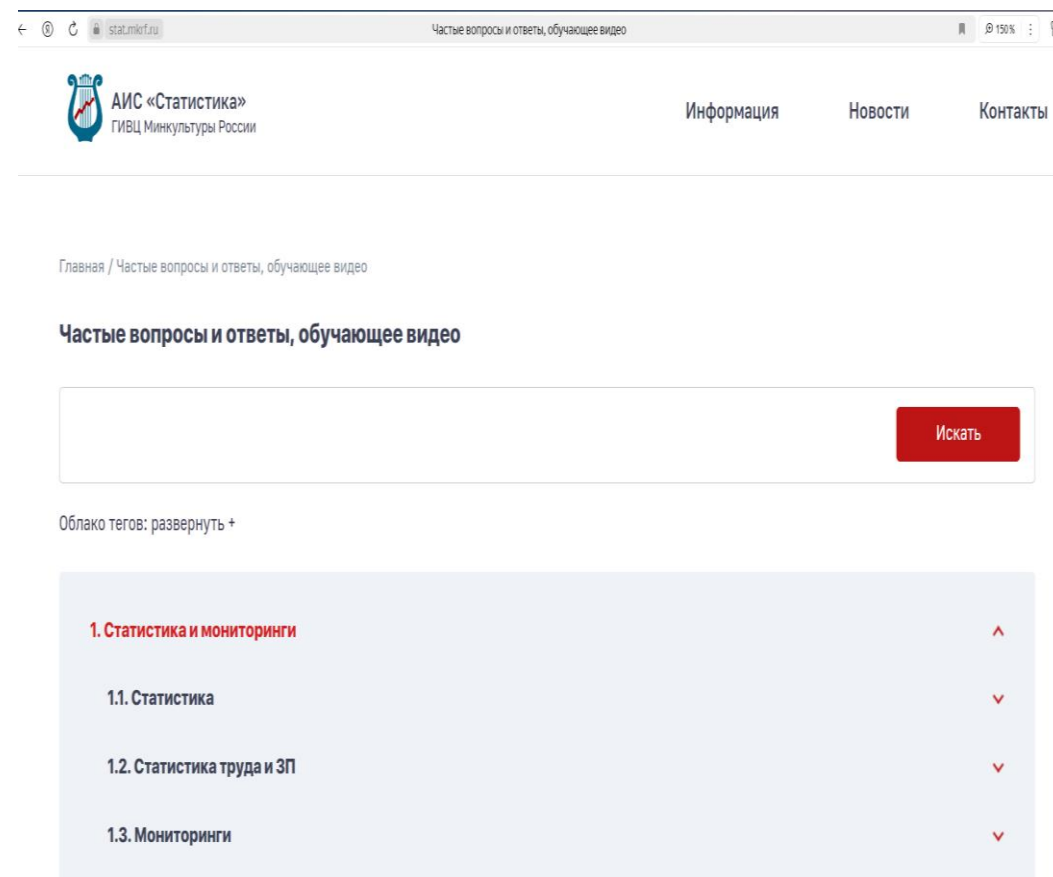 stat.mkrf.ru Частые вопросы и ответы, обучающее видео 150%
АИС «Статистика»
ГИВЦ Минкультуры России
Информация Новости Контакты
Главная / Частые вопросы и ответы, обучающее видео
Частые вопросы и ответы, обучающее видео
Искать
Облако тегов: развернуть +
1. Статистика и мониторинги
1.1. Статистика
1.2. Статистика труда и ЗП
1.3. Мониторинги